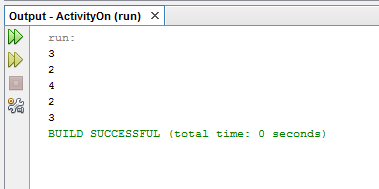 Output - ActivityOn (run)
run:
3
2
4
2
3
BUILD SUCCESSFUL (total time: 0 seconds)